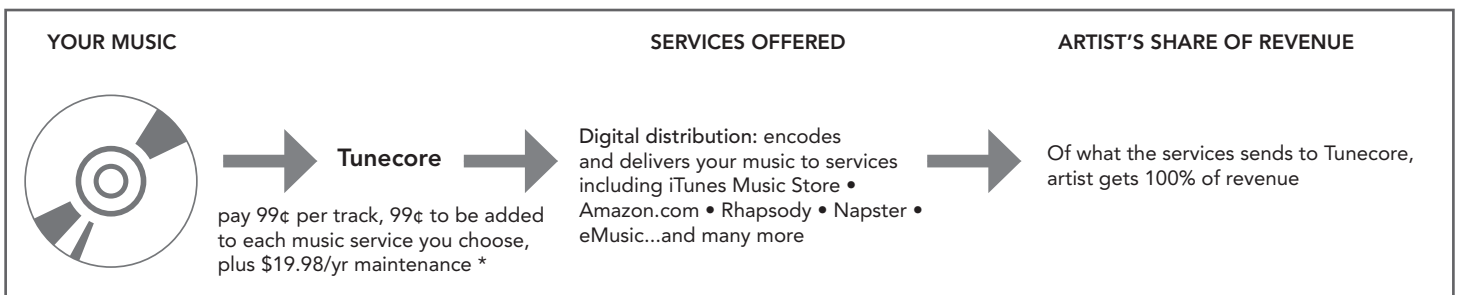 YOUR MUSIC
SERVICES OFFERED
ARTIST'S SHARE OF REVENUE
Tunecore
pay 99¢ per track, 99¢ to be added
to each music service you choose,
plus $19.98/yr maintenance *
Digital distribution: encodes
and delivers your music to services
including iTunes Music Store •
Amazon.com • Rhapsody • Napster •
eMusic...and many more
Of what the services sends to Tunecore,
artist gets 100% of revenue